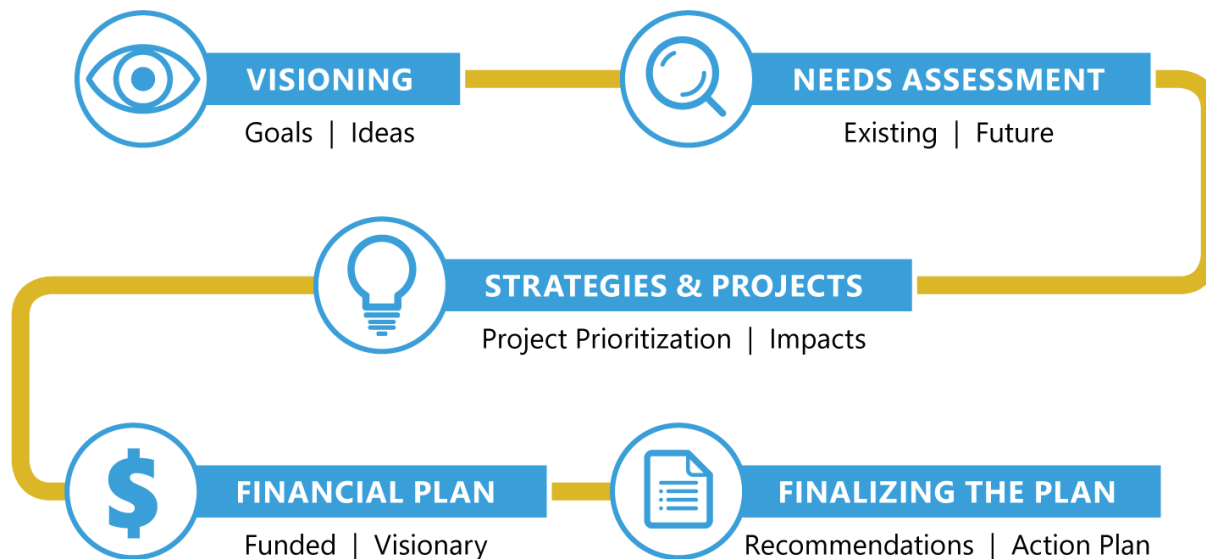 VISIONING
Goals | Ideas
NEEDS ASSESSMENT
Existing | Future
STRATEGIES & PROJECTS
Project Prioritization | Impacts
$
FINANCIAL PLAN
Funded | Visionary
FINALIZING THE PLAN
Recommendations | Action Plan